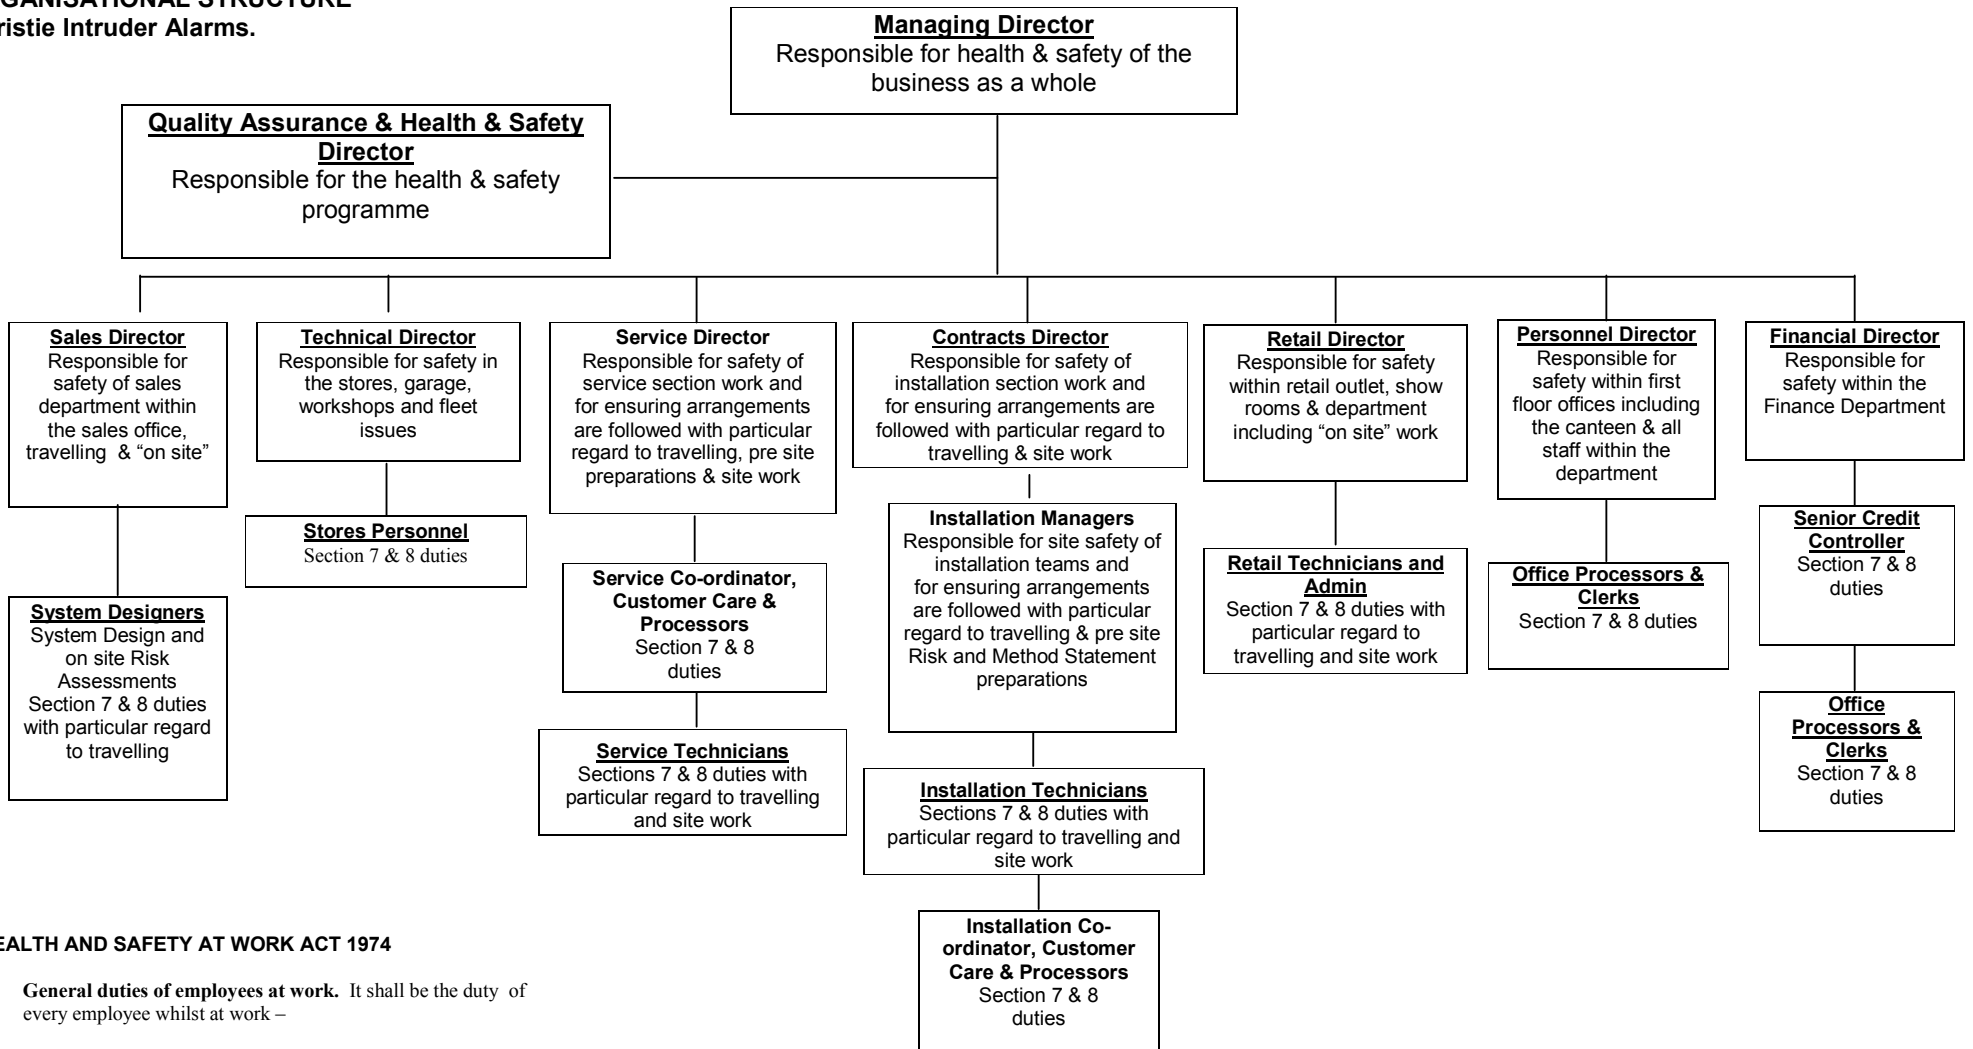 ristie Intruder Alarms.
Managing Director
Responsible for health & safety of the
business as a whole
Quality Assurance & Health & Safety
Director
Responsible for the health & safety
programme
Sales Director
Responsible for
safety of sales
department within
the sales office,
travelling & “on site”
System Designers
System Design and
on site Risk
Assessments
Section 7 & 8 duties
with particular regard
to travelling
Technical Director
Responsible for safety in
the stores, garage,
workshops and fleet
issues
Stores Personnel
Section 7 & 8 duties
Service Director
Responsible for safety of
service section work and
for ensuring arrangements
are followed with particular
regard to travelling, pre site
preparations & site work
Service Co-ordinator,
Customer Care &
Processors
Section 7 & 8
duties
Service Technicians
Sections 7 & 8 duties with
particular regard to travelling
and site work
Contracts Director
Responsible for safety of
installation section work and
for ensuring arrangements are
followed with particular regard to
travelling & site work
Installation Managers
Responsible for site safety of
installation teams and
for ensuring arrangements
are followed with particular
regard to travelling & pre site
Risk and Method Statement
preparations
Installation Technicians
Sections 7 & 8 duties with
particular regard to travelling and
site work
Installation Co-
ordinator, Customer
Care & Processors
Section 7 & 8
duties
Retail Director
Responsible for safety
within retail outlet, show
rooms & department
including “on site” work
Retail Technicians and
Admin
Section 7 & 8 duties with
particular regard to
travelling and site work
Personnel Director
Responsible for
safety within first
floor offices including
the canteen & all
staff within the
department
Office Processors &
Clerks
Section 7 & 8 duties
Financial Director
Responsible for
safety within the
Finance Department
Senior Credit
Controller
Section 7 & 8
duties
Office
Processors &
Clerks
Section 7 & 8
duties
EALTH AND SAFETY AT WORK ACT 1974
General duties of employees at work. It shall be the duty of
every employee whilst at work –